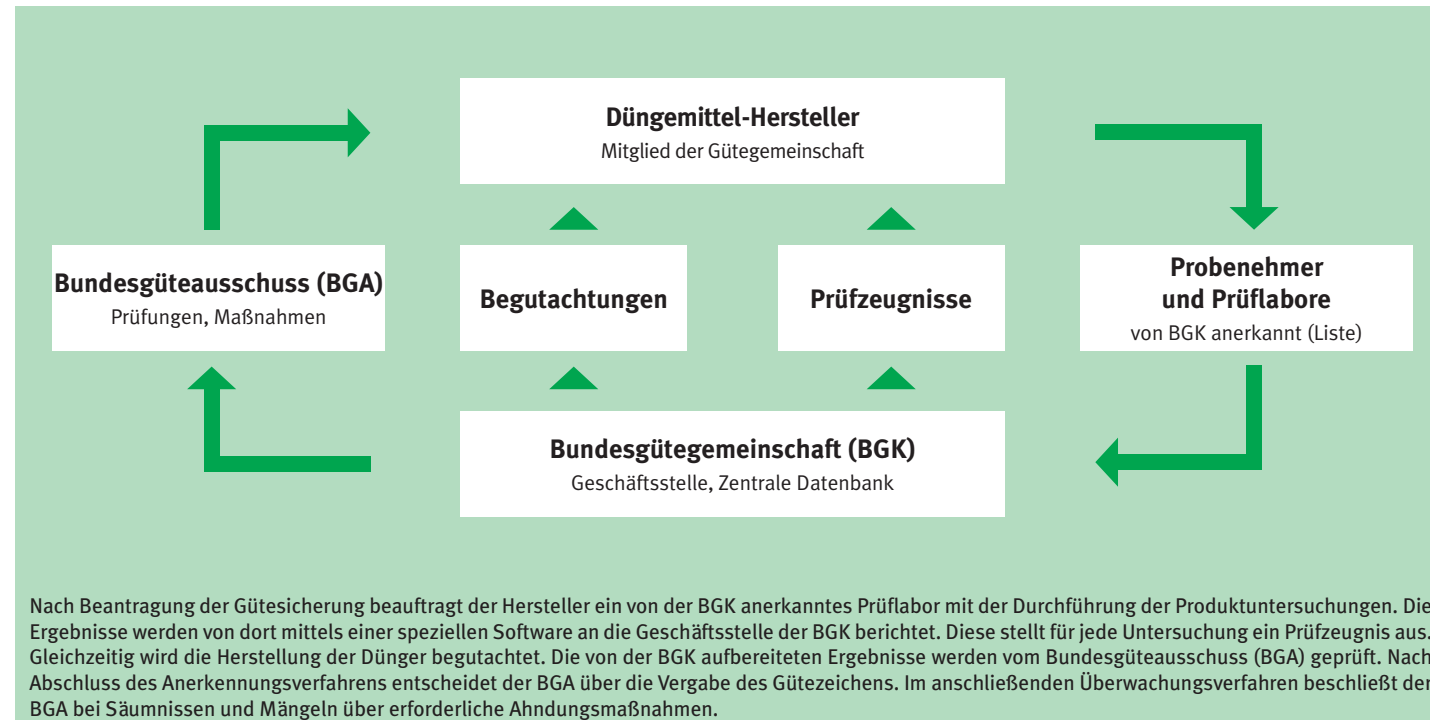 Düngemittel-Hersteller
Mitglied der Gütegemeinschaft
Bundesgüteausschuss (BGA)
Prüfungen, Maßnahmen
Begutachtungen
Prüfzeugnisse
Probenehmer
und Prüflabore
von BGK anerkannt (Liste)
Bundesgütegemeinschaft (BGK)
Geschäftsstelle, Zentrale Datenbank
Nach Beantragung der Gütesicherung beauftragt der Hersteller ein von der BGK anerkanntes Prüflabor mit der Durchführung der Produktuntersuchungen. Die
Ergebnisse werden von dort mittels einer speziellen Software an die Geschäftsstelle der BGK berichtet. Diese stellt für jede Untersuchung ein Prüfzeugnis aus.
Gleichzeitig wird die Herstellung der Dünger begutachtet. Die von der BGK aufbereiteten Ergebnisse werden vom Bundesgüteausschuss (BGA) geprüft. Nach
Abschluss des Anerkennungsverfahrens entscheidet der BGA über die Vergabe des Gütezeichens. Im anschließenden Überwachungsverfahren beschließt der
BGA bei Säumnissen und Mängeln über erforderliche Ahndungsmaßnahmen.